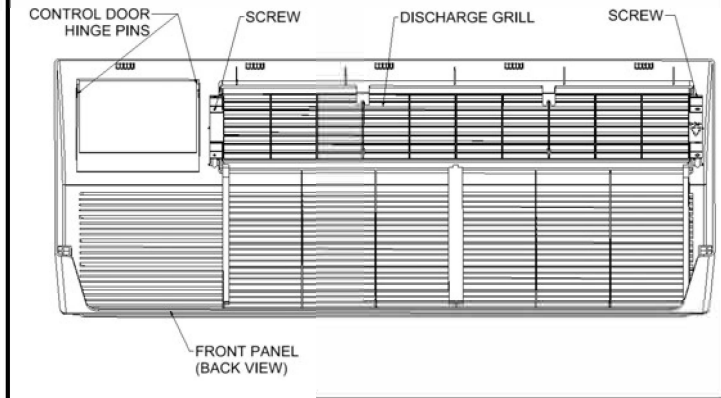 CONTROL DOOR
HINGE PINS
SCREW
DISCHARGE GRILL
SCREW
FRONT PANEL
(BACK VIEW)